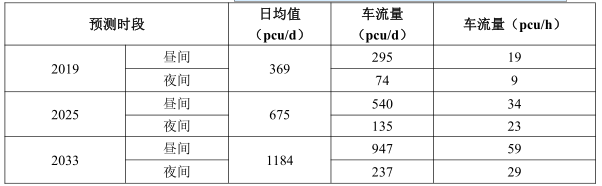 预测时段 日均值（pcu/d） 车流量（pcu/d） 车流量（pcu/h）
2019 昼间 369 295 19
夜间 74 9
2025 昼间 675 540 34
夜间 135 23
2033 昼间 1184 947 59
夜间 237 29